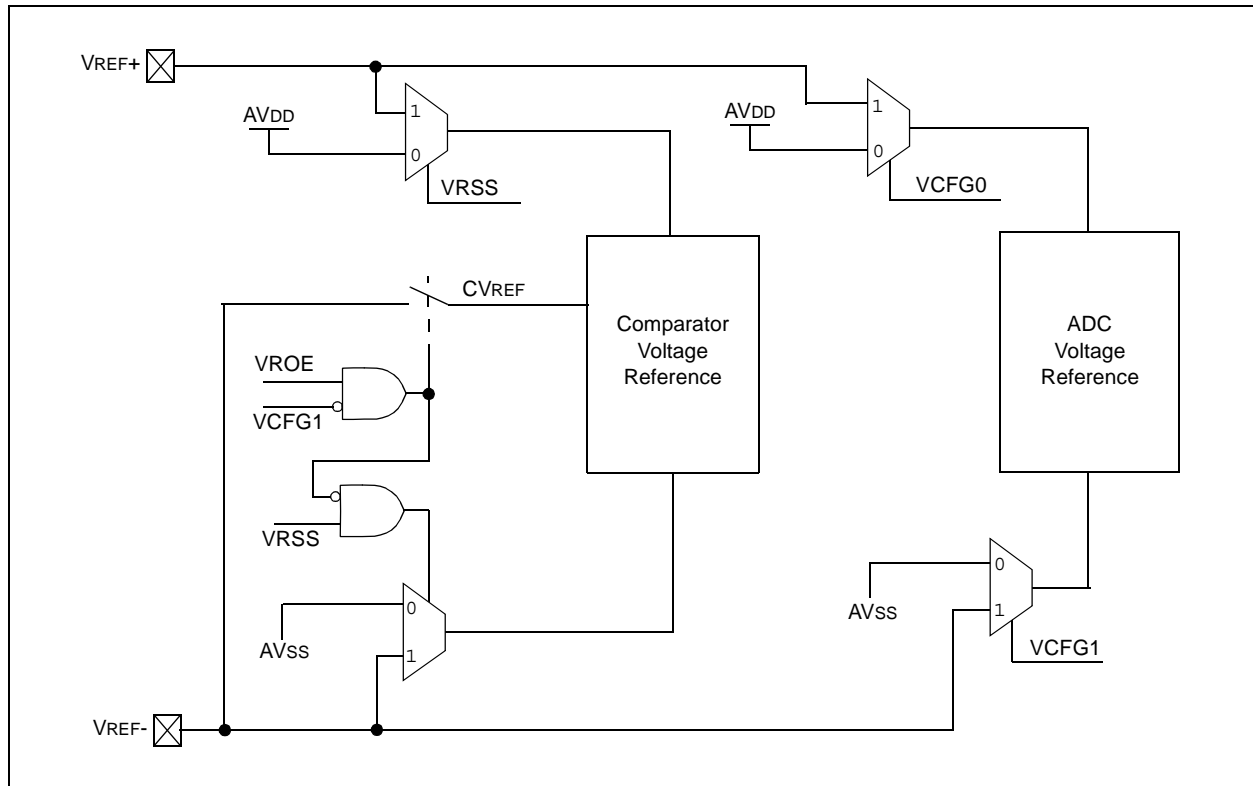 VREF+
AVDD
1
0
VRSS
AVDD
1
0
VCFG0
CVREF
Comparator
Voltage
Reference
ADC
Voltage
Reference
VROE
VCFG1
VRSS
AVSS
0
1
AVSS
0
1
VCFG1
VREF-